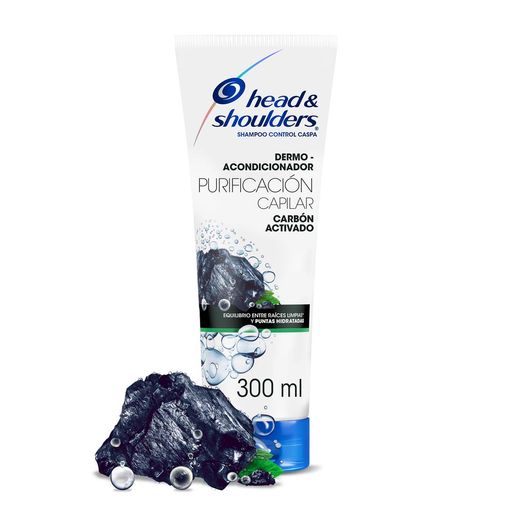 head&
shoulders®
SHAMPOO CONTROL CASPA
DERMO -
ACONDICIONADOR
PURIFICACIÓN
CAPILAR
CARBÓN
ACTIVADO
EQUILIBRIO ENTRE RAÍCES LIMPIAS*
Y PUNTAS HIDRATADAS
300 ml